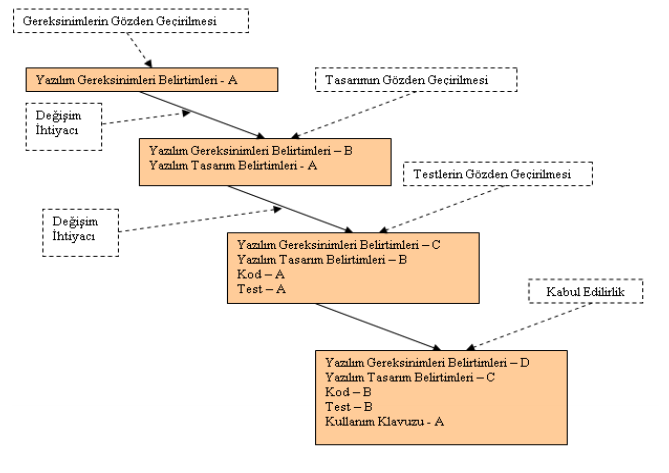 Gereksinimlerin Gözden Geçirilmesi
Yazılım Gereksinimleri Belirtimleri - A
Tasarımın Gözden Geçirilmesi
Değişim
İhtiyacı
Yazılım Gereksinimleri Belirtimleri – B
Yazılım Tasarım Belirtimleri - A
Testlerin Gözden Geçirilmesi
Değişim
İhtiyacı
Yazılım Gereksinimleri Belirtimleri – C
Yazılım Tasarım Belirtimleri – B
Kod – A
Test – A
Kabul Edilirlik
Yazılım Gereksinimleri Belirtimleri – D
Yazılım Tasarım Belirtimleri – C
Kod – B
Test – B
Kullanım Klavuzu - A